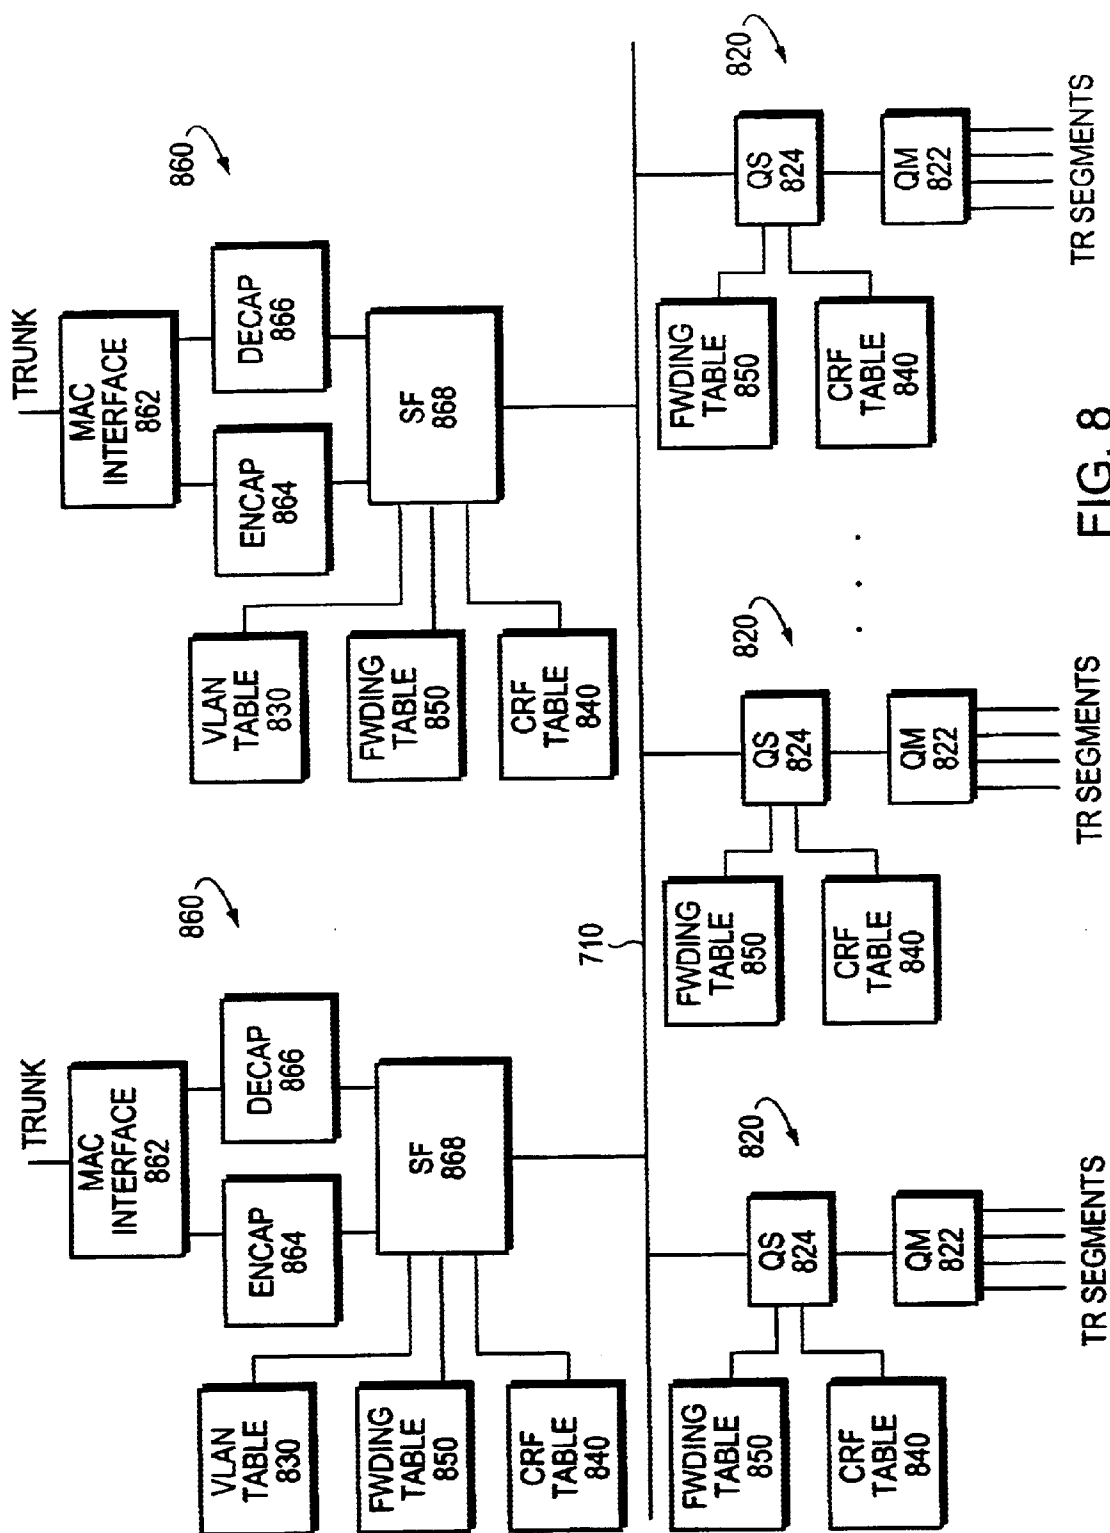 TRUNK
MAC
INTERFACE
862
ENCAP
864
DECAP
866
SF
868
VLAN
TABLE
830
FWDING
TABLE
850
CRF
TABLE
840
860
TRUNK
MAC
INTERFACE
862
ENCAP
864
DECAP
866
SF
868
VLAN
TABLE
830
FWDING
TABLE
850
CRF
TABLE
840
860
710
FWDING
TABLE
850
CRF
TABLE
840
QS
824
QM
822
820
TR SEGMENTS
FWDING
TABLE
850
CRF
TABLE
840
QS
824
QM
822
820
TR SEGMENTS
. . .
FWDING
TABLE
850
CRF
TABLE
840
QS
824
QM
822
820
TR SEGMENTS
FIG. 8